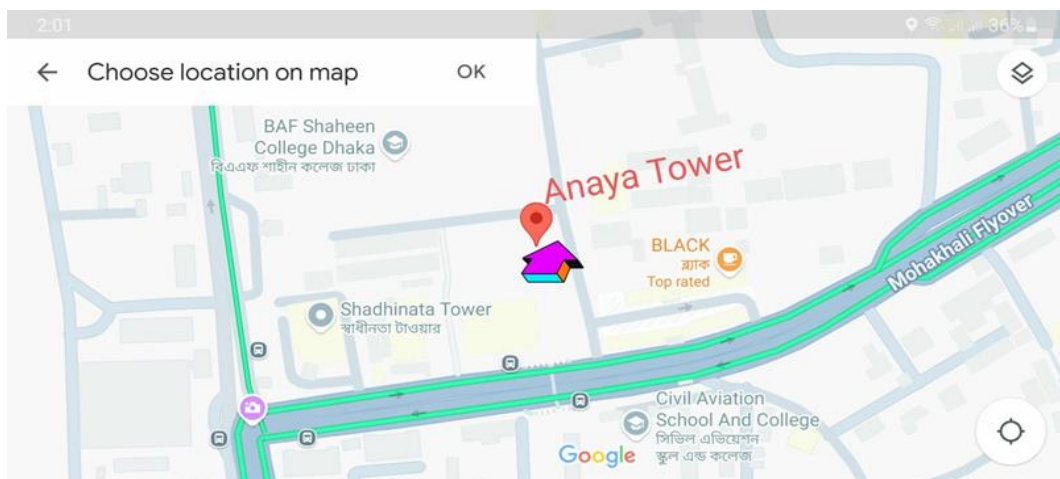 2:01
36%
Choose location on map
OK
BAF Shaheen
College Dhaka
বিএএফ শাহীন কলেজ ঢাকা
Anaya Tower
BLACK
ব্ল্যাক
Top rated
Mohakhali Flyover
Shadhinata Tower
স্বাধীনতা টাওয়ার
Civil Aviation
School And College
সিভিল এভিয়েশন
স্কুল এন্ড কলেজ
Google